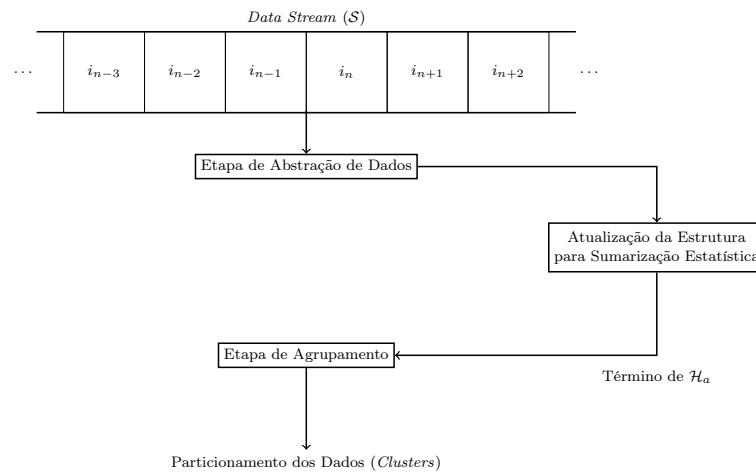 Data Stream (𝒮)
... i_{n−3} i_{n−2} i_{n−1} i_n i_{n+1} i_{n+2} ...
Etapa de Abstração de Dados
Atualização da Estrutura
para Sumarização Estatística
Etapa de Agrupamento
Término de ℋ_a
Particionamento dos Dados (Clusters)